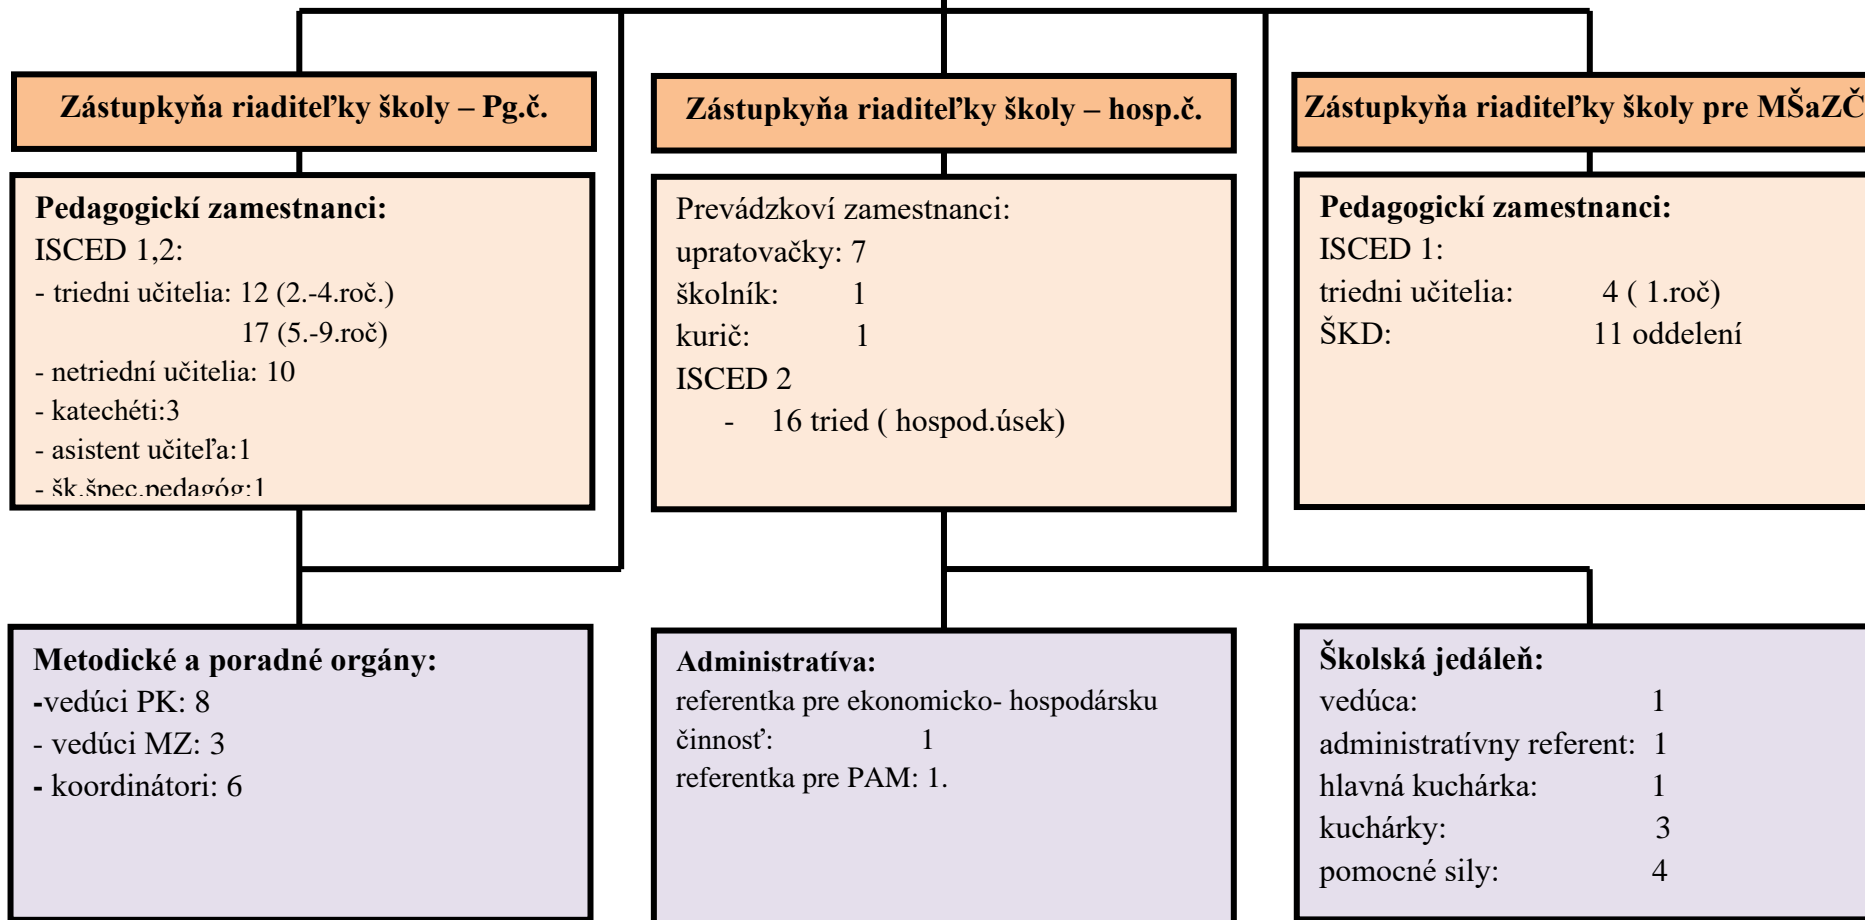 Zástupkyňa riaditeľky školy – Pg.č.
Pedagogickí zamestnanci:
ISCED 1,2:
- triedni učitelia: 12 (2.-4.roč.)
17 (5.-9.roč)
- netriední učitelia: 10
- katechéti:3
- asistent učiteľa:1
- šk.špec.pedagóg:1
Zástupkyňa riaditeľky školy – hosp.č.
Prevádzkoví zamestnanci:
upratovačky: 7
školník: 1
kurič: 1
ISCED 2
- 16 tried ( hospod.úsek)
Zástupkyňa riaditeľky školy pre MŠaZČ
Pedagogickí zamestnanci:
ISCED 1:
triedni učitelia: 4 ( 1.roč)
ŠKD: 11 oddelení
Metodické a poradné orgány:
-vedúci PK: 8
- vedúci MZ: 3
- koordinátori: 6
Administratíva:
referentka pre ekonomicko- hospodársku
činnosť: 1
referentka pre PAM: 1.
Školská jedáleň:
vedúca: 1
administratívny referent: 1
hlavná kuchárka: 1
kuchárky: 3
pomocné sily: 4